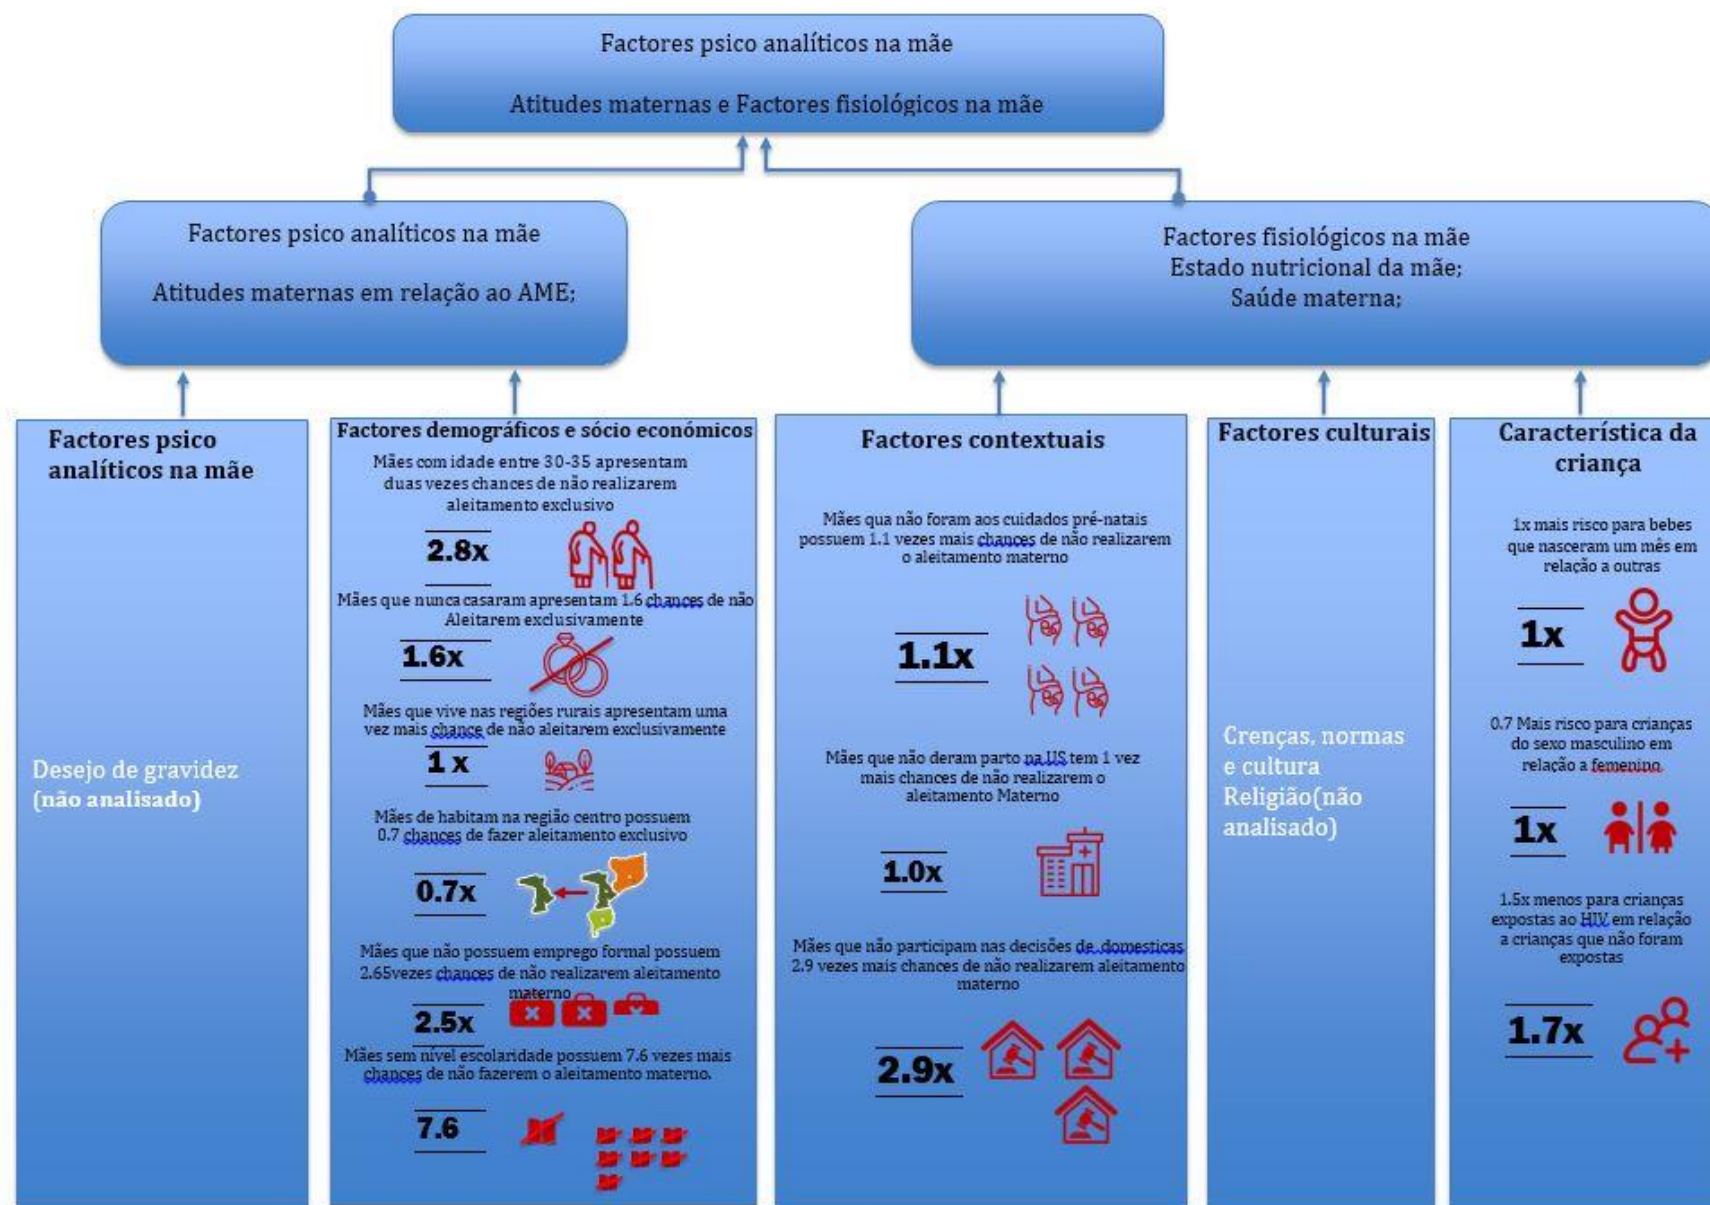 Factores psico analíticos na mãe
Atitudes maternas e Factores fisiológicos na mãe
Factores psico analíticos na mãe
Atitudes maternas em relação ao AME;
Factores fisiológicos na mãe
Estado nutricional da mãe;
Saúde materna;
Factores psico
analíticos na mãe
Desejo de gravidez
(não analisado)
Factores demográficos e sócio económicos
Mães com idade entre 30-35 apresentam
duas vezes chances de não realizarem
aleitamento exclusivo
2.8x
Mães que nunca casaram apresentam 1.6 chances de não
Aleitarem exclusivamente
1.6x
Mães que vive nas regiões rurais apresentam uma
vez mais chance de não aleitarem exclusivamente
1 x
Mães de habitam na região centro possuem
0.7 chances de fazer aleitamento exclusivo
0.7x
Mães que não possuem emprego formal possuem
2.65vezes chances de não realizarem aleitamento
materno
2.5x
Mães sem nível escolaridade possuem 7.6 vezes mais
chances de não fazerem o aleitamento materno.
7.6
Factores contextuais
Mães qua não foram aos cuidados pré-natais
possuem 1.1 vezes mais chances de não realizarem
o aleitamento materno
1.1x
Mães que não deram parto na US tem 1 vez
mais chances de não realizarem o
aleitamento Materno
1.0x
Mães que não participam nas decisões de domesticas
2.9 vezes mais chances de não realizarem aleitamento
materno
2.9x
Factores culturais
Crenças, normas
e cultura
Religião(não
analisado)
Característica da
criança
1x mais risco para bebes
que nasceram um mês em
relação a outras
1x
0.7 Mais risco para crianças
do sexo masculino em
relação a femenino
1x
1.5x menos para crianças
expostas ao HIV em relação
a crianças que não foram
expostas
1.7x